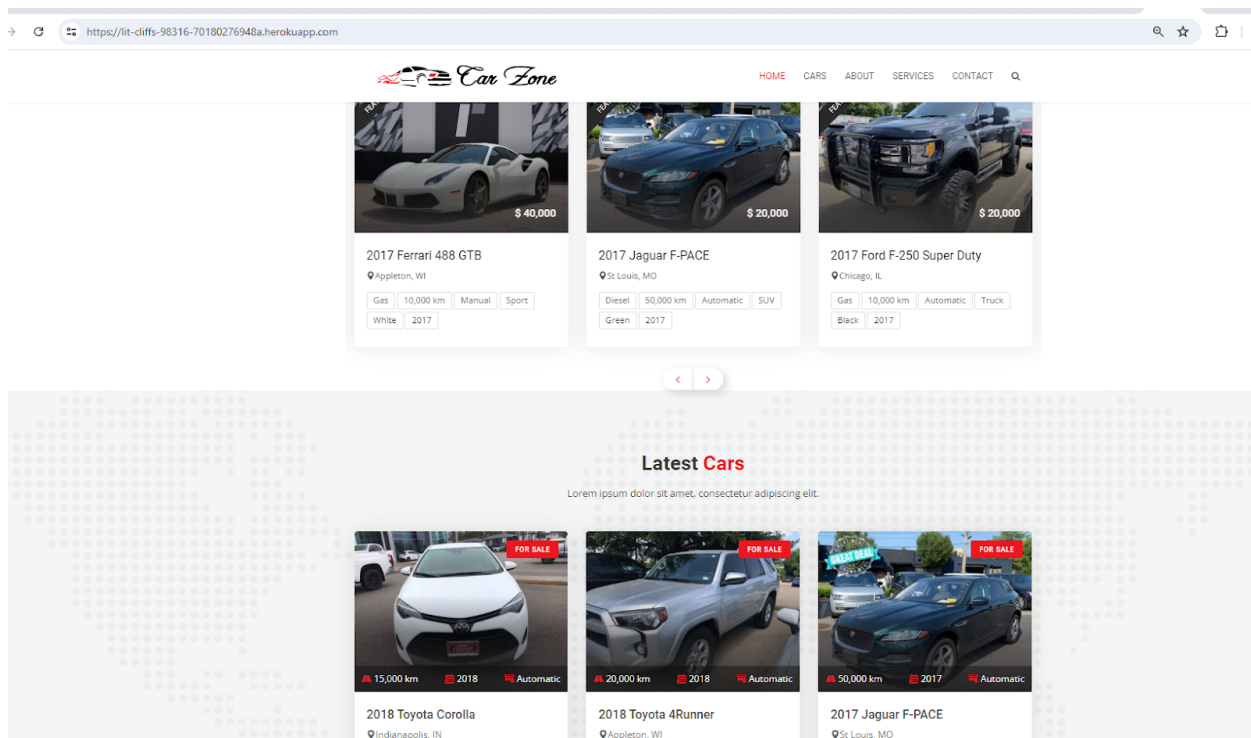 https://lit-cliffs-98316-70180276948a.herokuapp.com
Car Zone
HOME CARS ABOUT SERVICES CONTACT
$ 40,000 $ 20,000 $ 20,000
2017 Ferrari 488 GTB 2017 Jaguar F-PACE 2017 Ford F-250 Super Duty
Appleton, WI St Louis, MO Chicago, IL
Gas 10,000 km Manual Sport Diesel 50,000 km Automatic SUV Gas 10,000 km Automatic Truck
White 2017 Green 2017 Black 2017
Latest Cars
Lorem ipsum dolor sit amet, consectetur adipiscing elit.
FOR SALE FOR SALE GREAT DEAL FOR SALE
15,000 km 2018 Automatic 20,000 km 2018 Automatic 50,000 km 2017 Automatic
2018 Toyota Corolla 2018 Toyota 4Runner 2017 Jaguar F-PACE
Indianapolis, IN Appleton, WI St Louis, MO